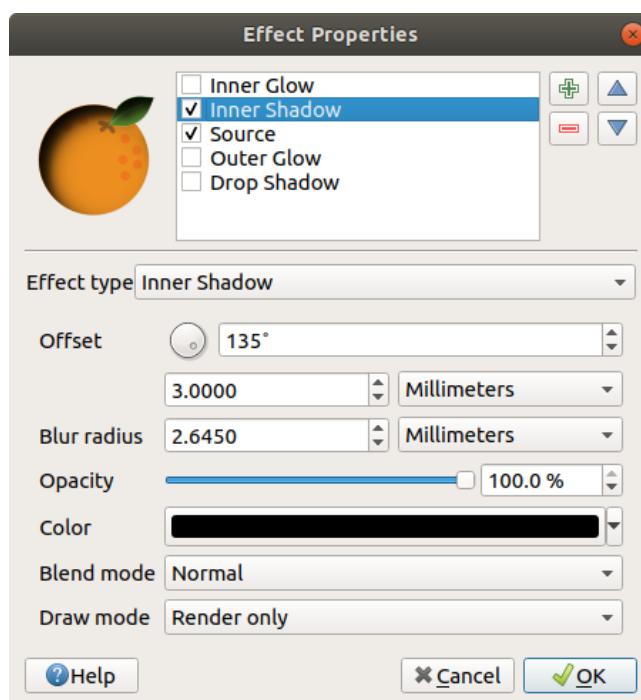 Effect Properties
Inner Glow
Inner Shadow
Source
Outer Glow
Drop Shadow
Effect type Inner Shadow
Offset 135°
3.0000 Millimeters
Blur radius 2.6450 Millimeters
Opacity 100.0 %
Color
Blend mode Normal
Draw mode Render only
Help Cancel OK